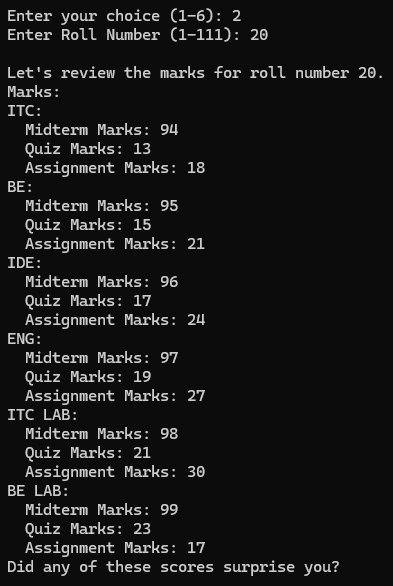 Enter your choice (1-6): 2
Enter Roll Number (1-111): 20
Let's review the marks for roll number 20.
Marks:
ITC:
Midterm Marks: 94
Quiz Marks: 13
Assignment Marks: 18
BE:
Midterm Marks: 95
Quiz Marks: 15
Assignment Marks: 21
IDE:
Midterm Marks: 96
Quiz Marks: 17
Assignment Marks: 24
ENG:
Midterm Marks: 97
Quiz Marks: 19
Assignment Marks: 27
ITC LAB:
Midterm Marks: 98
Quiz Marks: 21
Assignment Marks: 30
BE LAB:
Midterm Marks: 99
Quiz Marks: 23
Assignment Marks: 17
Did any of these scores surprise you?